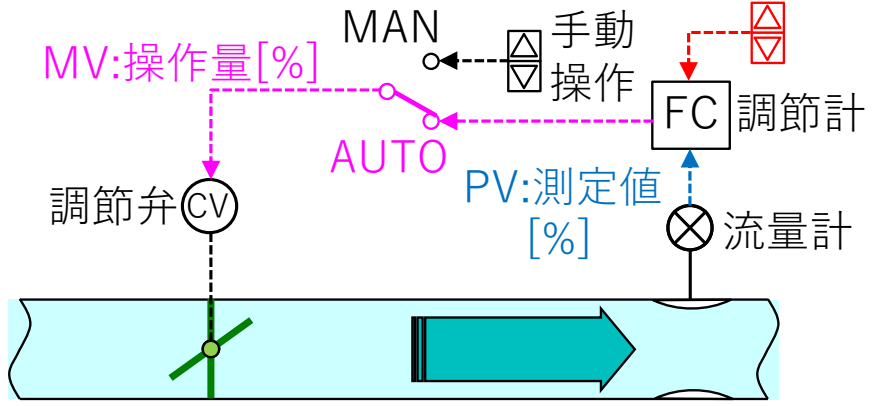 MAN
手動
操作
MV:操作量[%]
FC
調節計
AUTO
PV:測定値
[%]
調節弁
CV
流量計